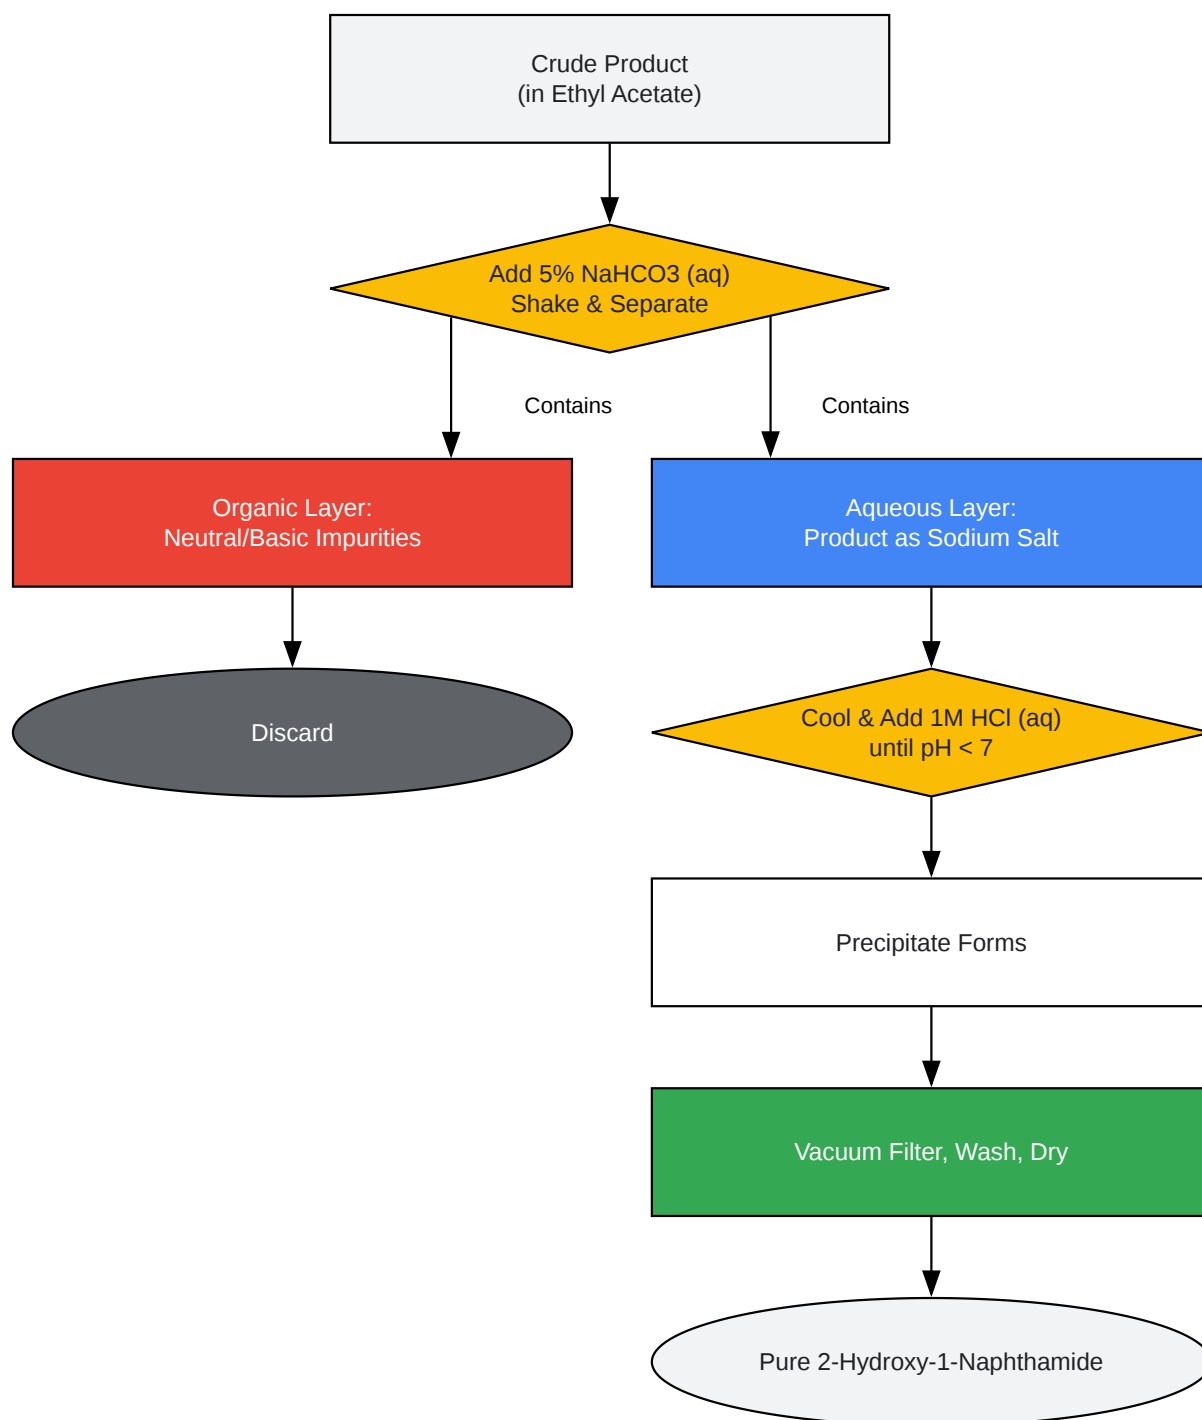 Crude Product
(in Ethyl Acetate)
Add 5% NaHCO3 (aq)
Shake & Separate
Contains
Contains
Organic Layer:
Neutral/Basic Impurities
Aqueous Layer:
Product as Sodium Salt
Discard
Cool & Add 1M HCl (aq)
until pH < 7
Precipitate Forms
Vacuum Filter, Wash, Dry
Pure 2-Hydroxy-1-Naphthamide